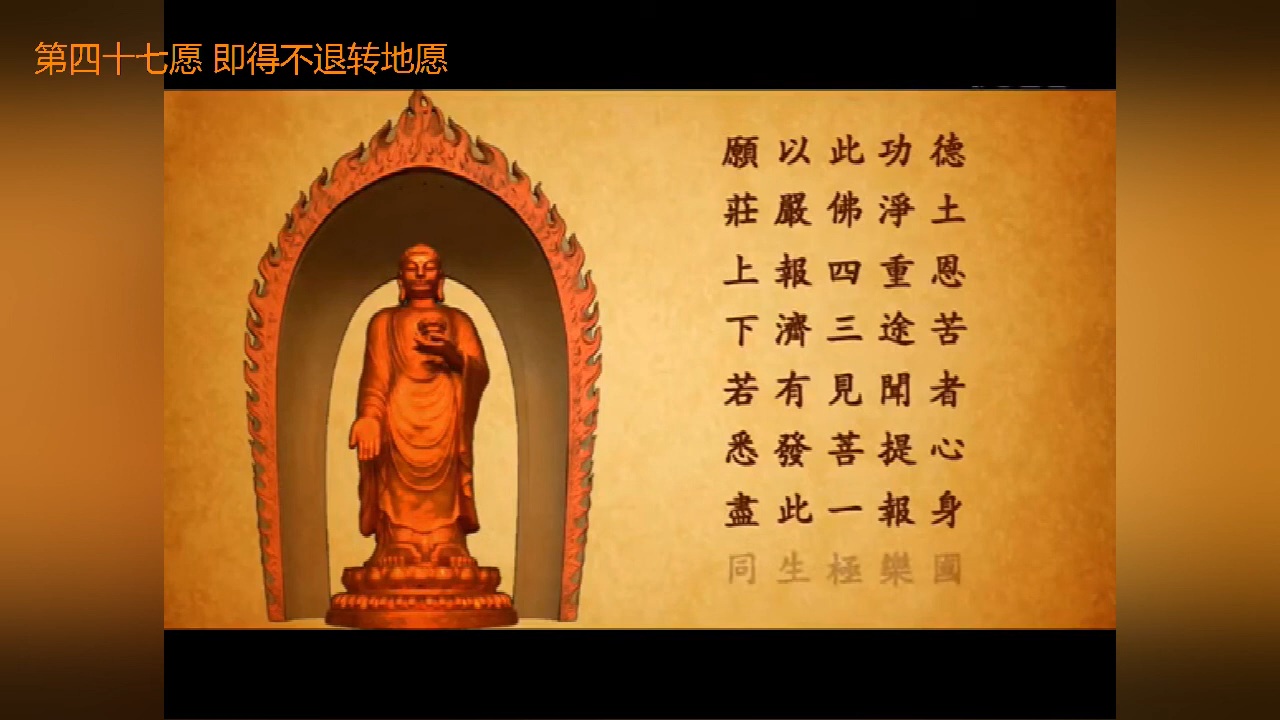 第四十七愿 即得不退转地愿
願以此功德
莊嚴佛淨土
上報四重恩
下濟三途苦
若有見聞者
悉發菩提心
盡此一報身
同生極樂國